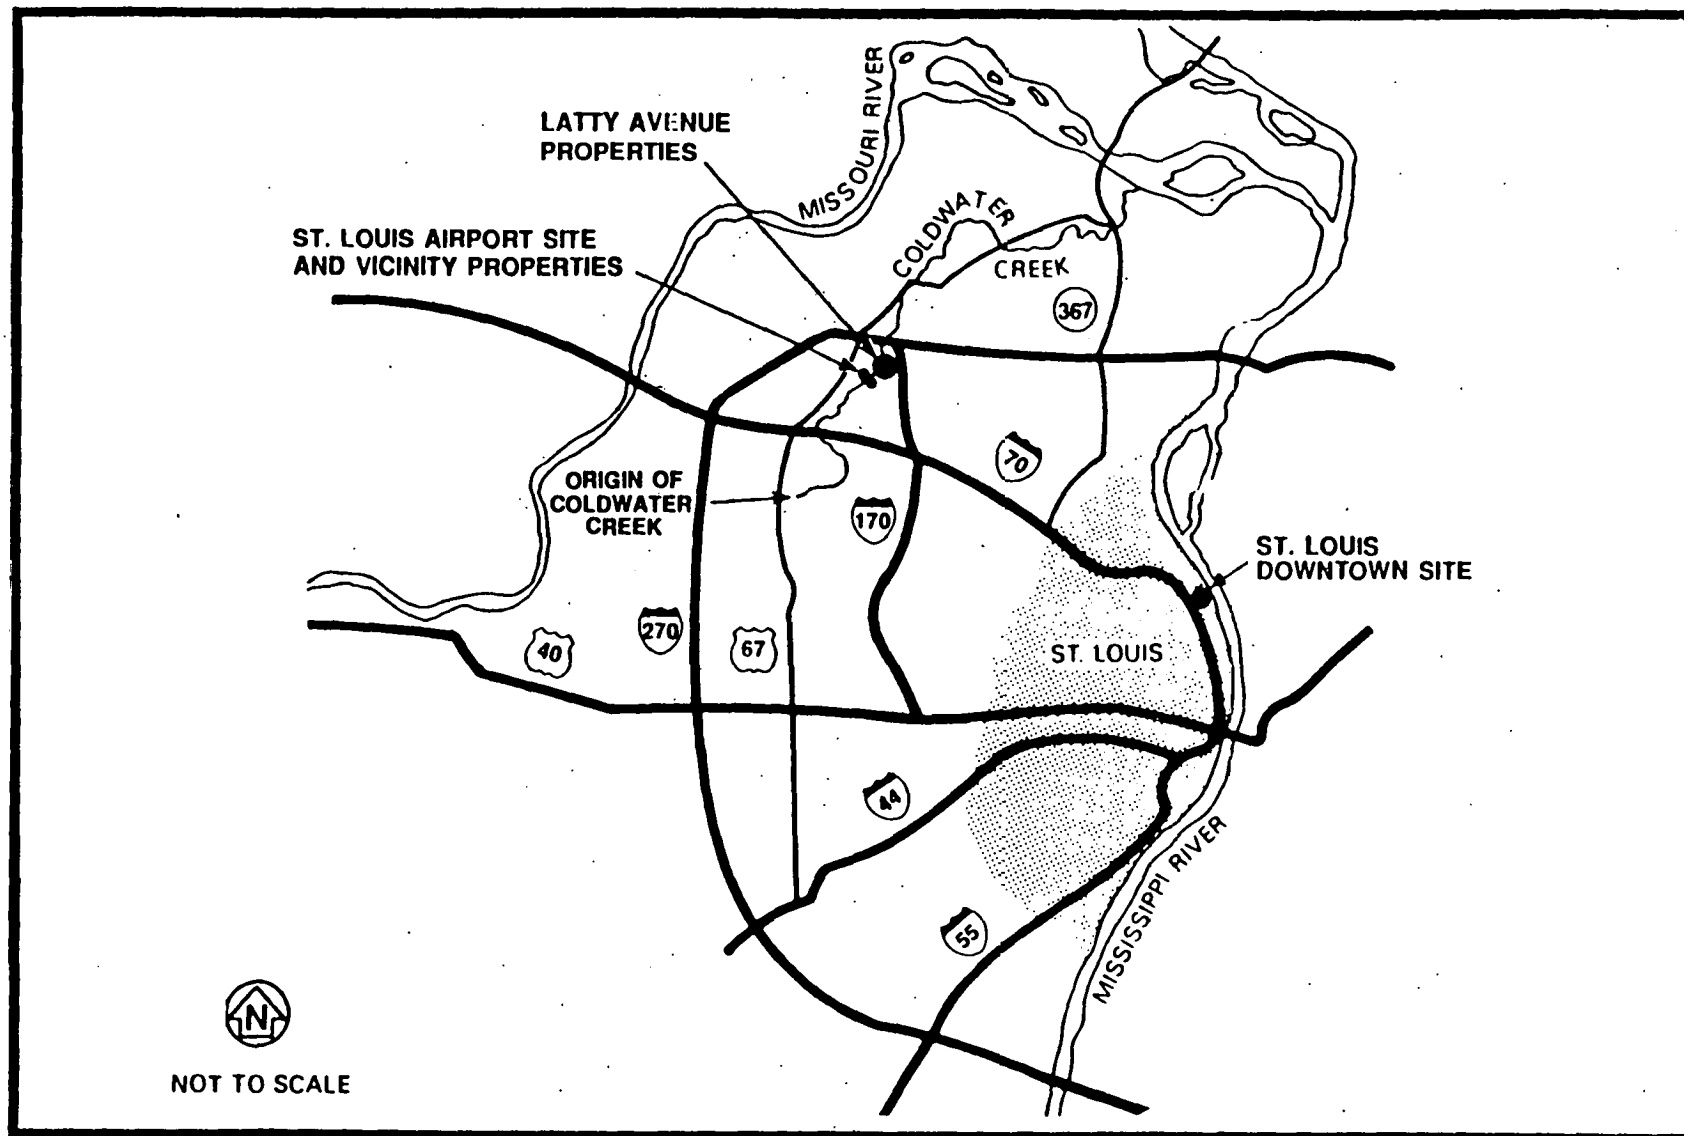 MISSOURI RIVER
LATTY AVENUE
PROPERTIES
COLDWATER
CREEK
ST. LOUIS AIRPORT SITE
AND VICINITY PROPERTIES
367
70
ORIGIN OF
COLDWATER
CREEK
170
ST. LOUIS
DOWNTOWN SITE
270
40
67
ST. LOUIS
44
55
MISSISSIPPI RIVER
N
NOT TO SCALE